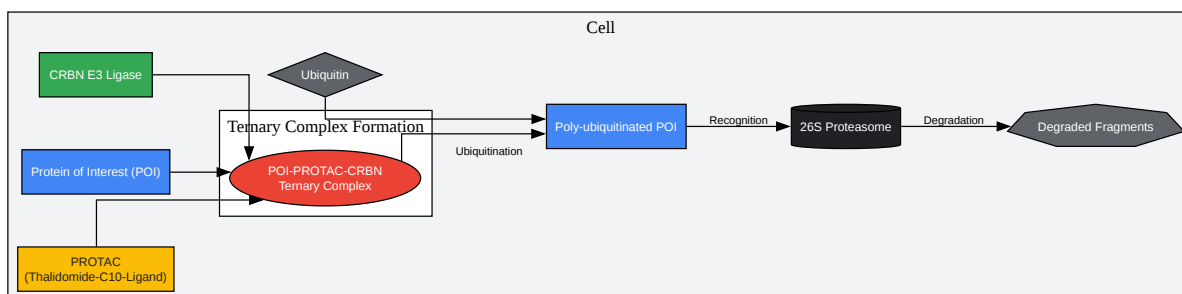 Cell
CRBN E3 Ligase
Ubiquitin
Ternary Complex Formation
Poly-ubiquitinated POI
Recognition
26S Proteasome
Degradation
Degraded Fragments
Ubiquitination
Protein of Interest (POI)
POI-PROTAC-CRBN
Ternary Complex
PROTAC
(Thalidomide-C10-Ligand)